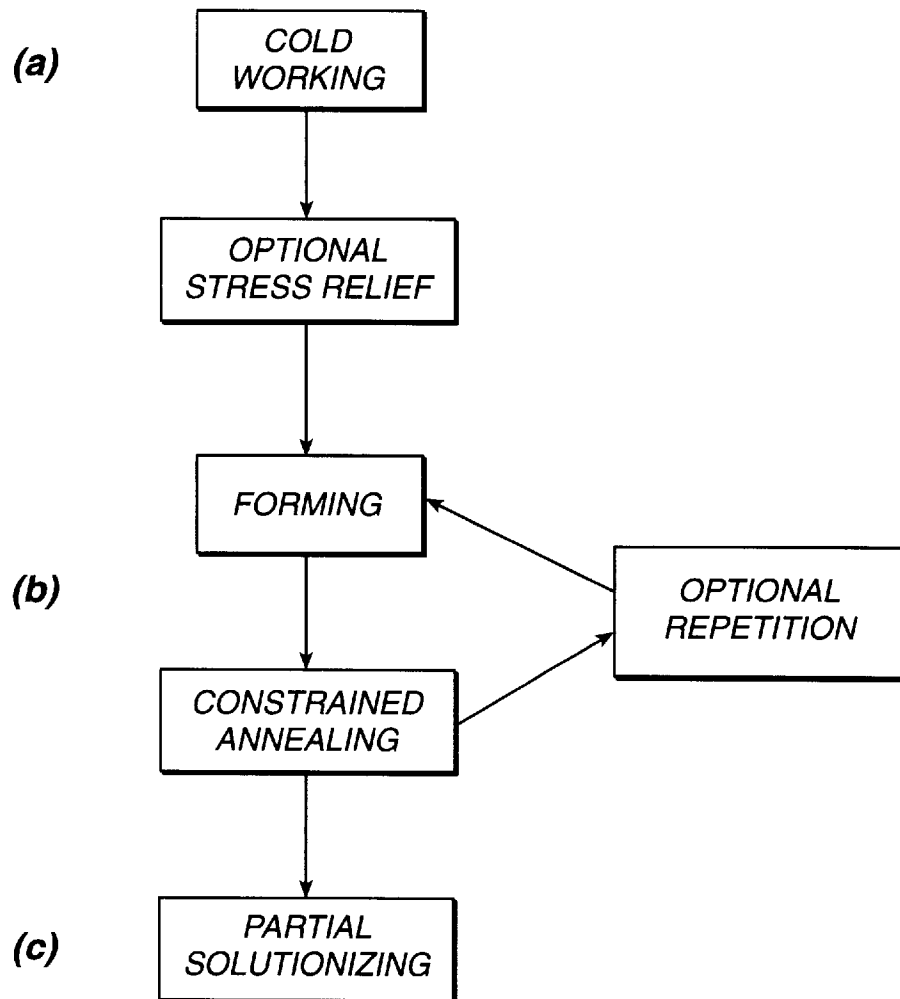 (a)
COLD
WORKING
OPTIONAL
STRESS RELIEF
FORMING
(b)
OPTIONAL
REPETITION
CONSTRAINED
ANNEALING
(c)
PARTIAL
SOLUTIONIZING